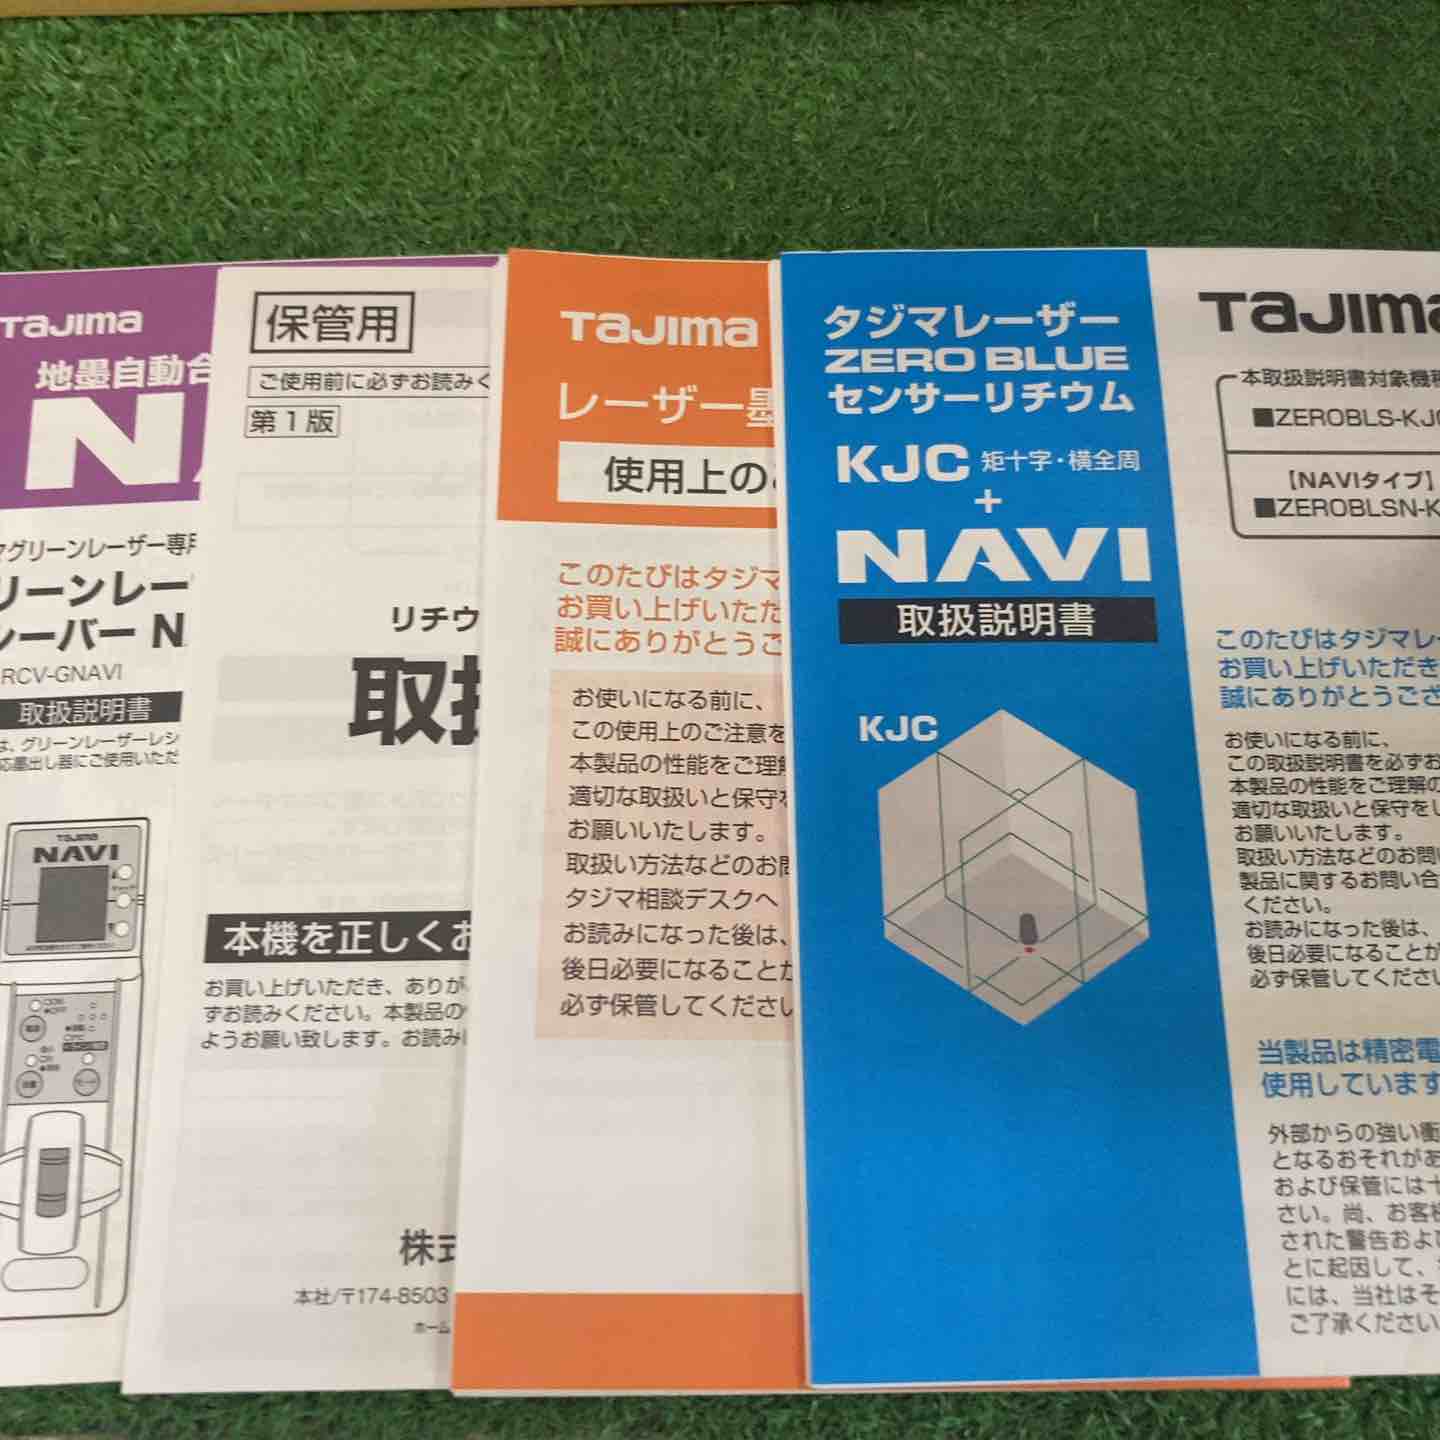 Tajima
地墨自動合
NA
マグリーンレーザー専用
リーンレー
シーバー N
RCV-GNAVI
取扱説明書
は、グリーンレーザーレシ
応墨出し器にご使用いただ
Tajima
NAVI
保管用
ご使用前に必ずお読みく
第1版
リチウ
取扱
本機を正しくお
お買い上げいただき、ありが
ずお読みください。本製品の
ようお願い致します。お読み
株式
本社/〒174-8503
ホーム
Tajima
レーザー墨
使用上の
このたびはタジマ
お買い上げいただ
誠にありがとうご
お使いになる前に、
この使用上のご注意を
本製品の性能をご理解
適切な取扱いと保守を
お願いいたします。
取扱い方法などのお問
タジマ相談デスクへ
お読みになった後は、
後日必要になることが
必ず保管してください
タジマレーザー
ZERO BLUE
センサーリチウム
KJC 矩十字・横全周
+
NAVI
取扱説明書
KJC
Tajima
本取扱説明書対象機種
■ZEROBLS-KJC
【NAVIタイプ】
■ZEROBLSN-K
このたびはタジマレー
お買い上げいただき
誠にありがとうござ
お使いになる前に、
この取扱説明書を必ずお
本製品の性能をご理解の
適切な取扱いと保守をし
お願いいたします。
取扱い方法などのお問い
製品に関するお問い合
ください。
お読みになった後は、
後日必要になることが
必ず保管してください
当製品は精密電
使用しています
外部からの強い衝
となるおそれがあ
および保管には十
さい。尚、お客様
された警告および
とに起因して、
には、当社はそ
ご了承ください